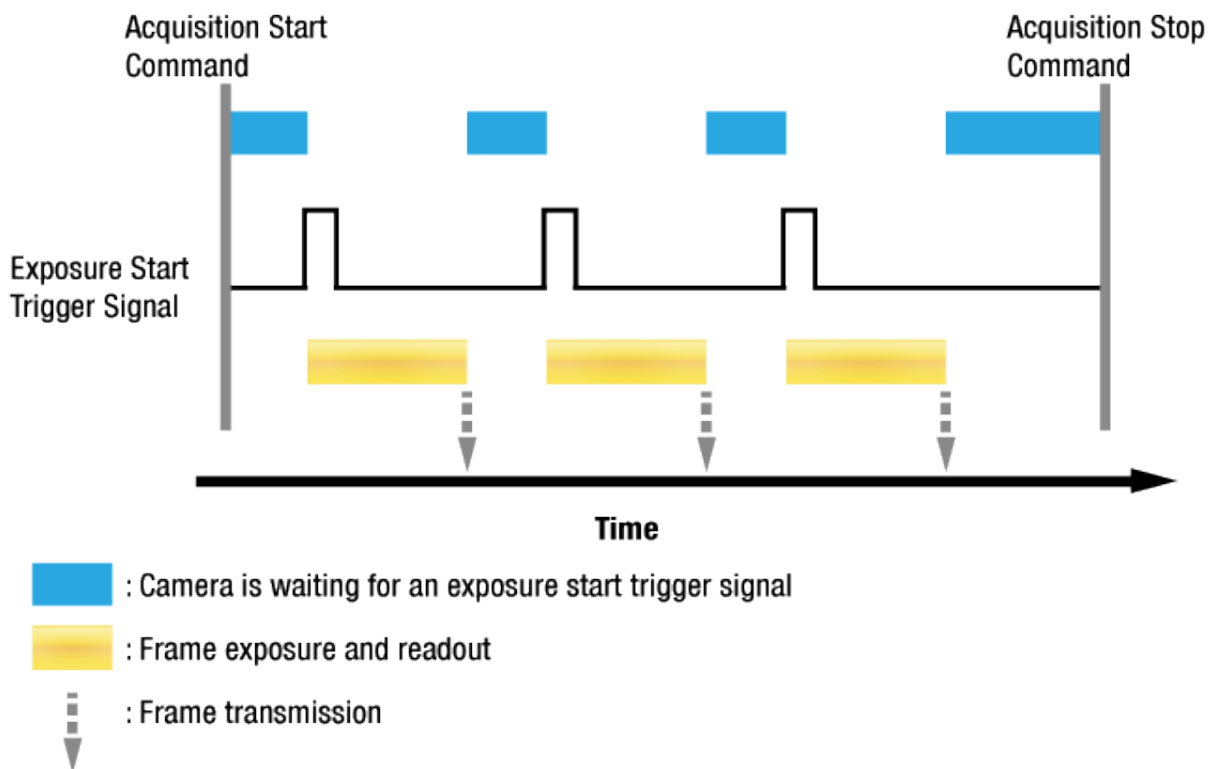 Acquisition Start
Command
Acquisition Stop
Command
Exposure Start
Trigger Signal
Time
: Camera is waiting for an exposure start trigger signal
: Frame exposure and readout
: Frame transmission